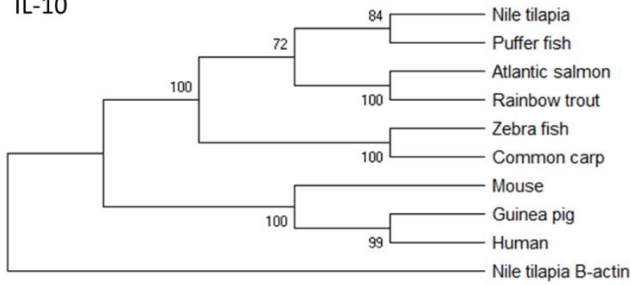 IL-10
84 Nile tilapia
72
Puffer fish
Atlantic salmon
100
100 Rainbow trout
Zebra fish
100 Common carp
Mouse
100 Guinea pig
99 Human
Nile tilapia B-actin